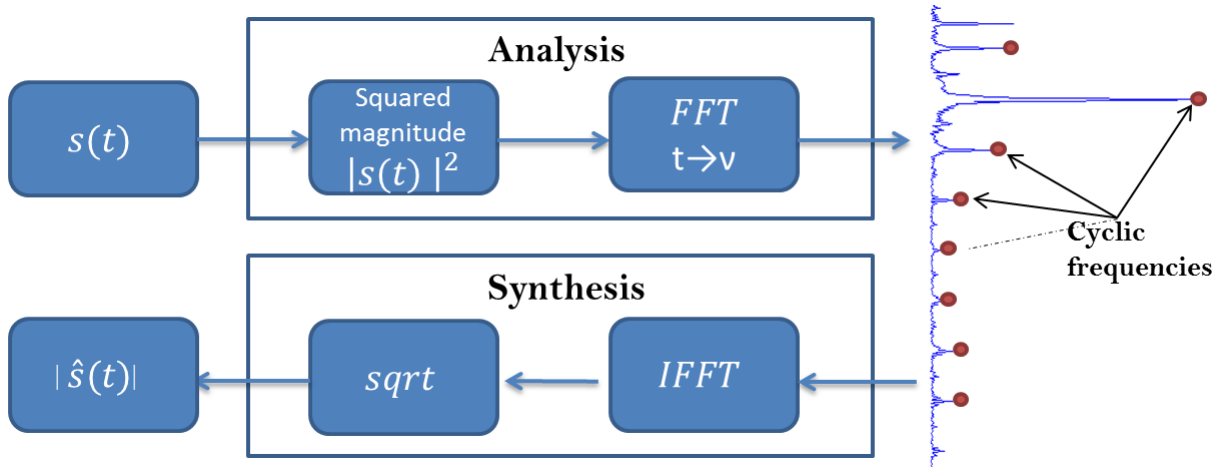 Analysis
s(t)
Squared
magnitude
|s(t) |²
FFT
t→ν
Cyclic
frequencies
Synthesis
| ŝ(t)|
sqrt
IFFT